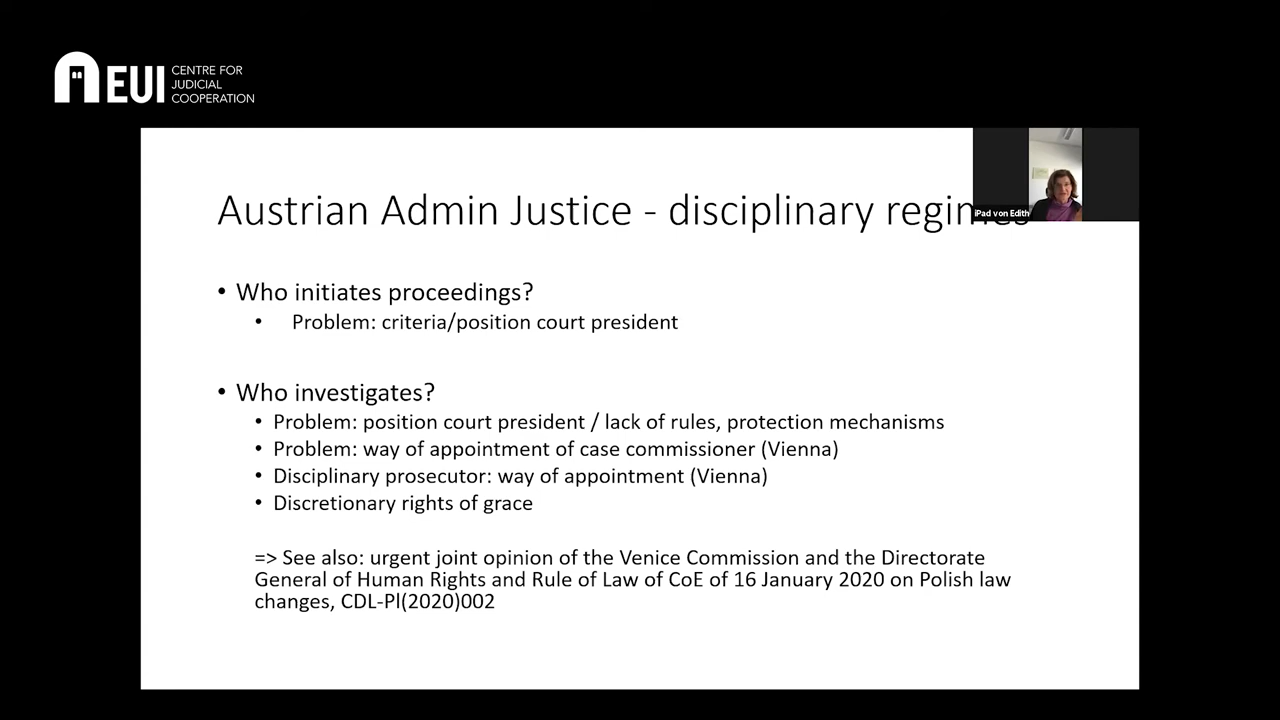 EUI
CENTRE FOR
JUDICIAL
COOPERATION
iPad von Edith
Austrian Admin Justice - disciplinary regimes
• Who initiates proceedings?
• Problem: criteria/position court president
• Who investigates?
• Problem: position court president / lack of rules, protection mechanisms
• Problem: way of appointment of case commissioner (Vienna)
• Disciplinary prosecutor: way of appointment (Vienna)
• Discretionary rights of grace
=> See also: urgent joint opinion of the Venice Commission and the Directorate
General of Human Rights and Rule of Law of CoE of 16 January 2020 on Polish law
changes, CDL-Pl(2020)002